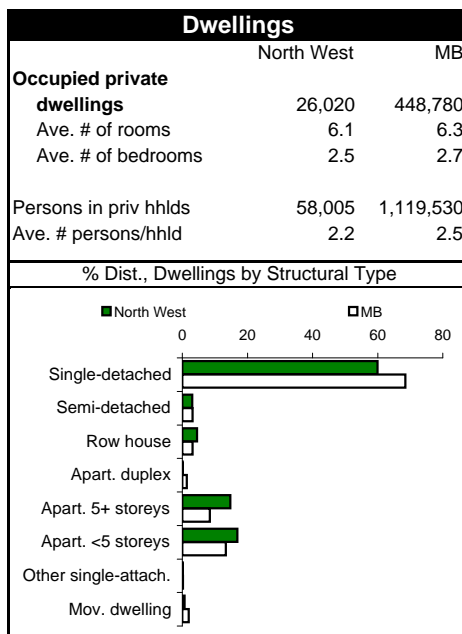 Dwellings
North West MB
Occupied private
dwellings 26,020 448,780
Ave. # of rooms 6.1 6.3
Ave. # of bedrooms 2.5 2.7
Persons in priv hhlds 58,005 1,119,530
Ave. # persons/hhld 2.2 2.5
% Dist., Dwellings by Structural Type
North West MB
0 20 40 60 80
Single-detached
Semi-detached
Row house
Apart. duplex
Apart. 5+ storeys
Apart. <5 storeys
Other single-attach.
Mov. dwelling